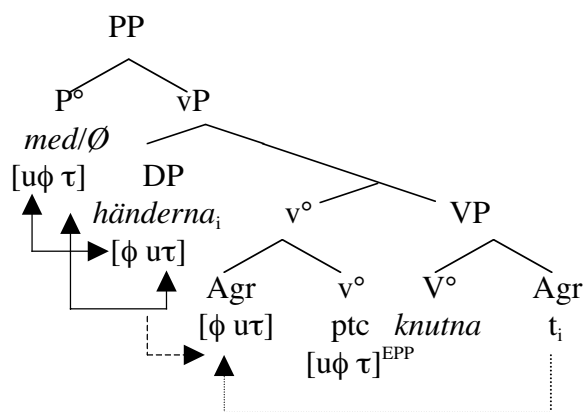 PP
P° vP
med/Ø
[uϕ τ]
DP
händernaᵢ v° VP
[ϕ uτ]
Agr v° V° Agr
[ϕ uτ] ptc knutna tᵢ
[uϕ τ]ᴱᴾᴾ